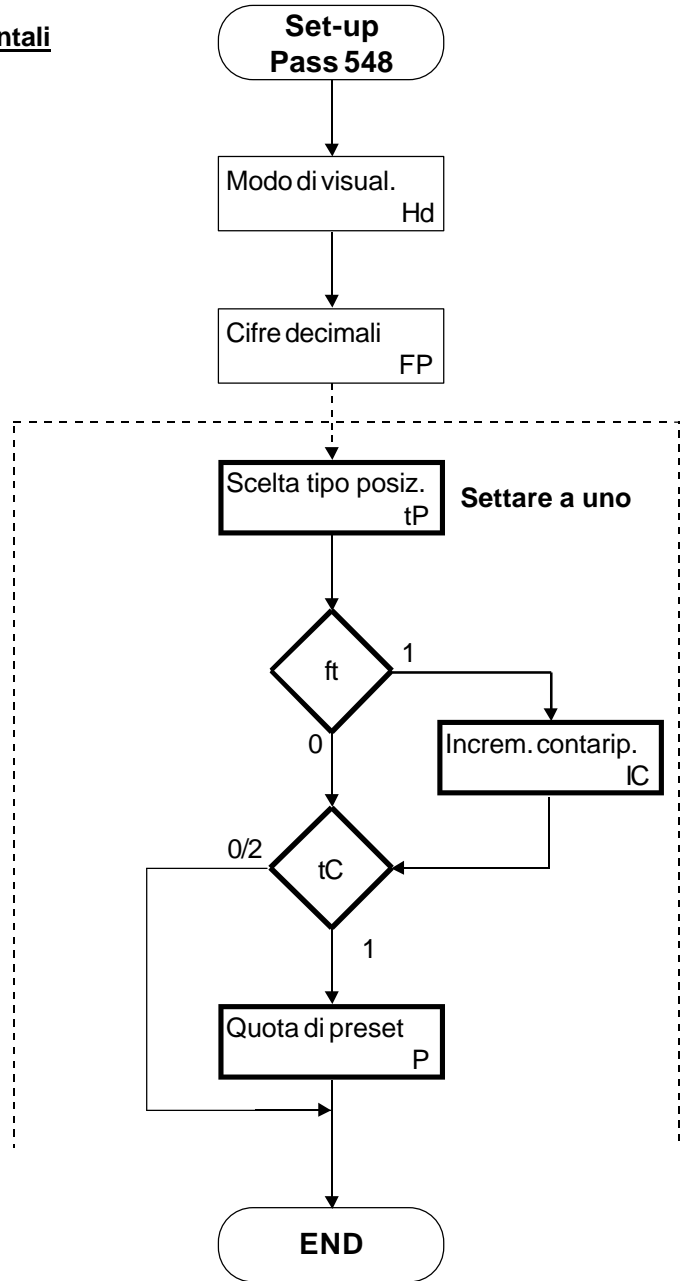 Set-up
Pass 548
Modo di visual.
Hd
Cifre decimali
FP
Scelta tipo posiz.
tP
Settare a uno
ft
1
0
Increm. contarip.
IC
0/2
tC
1
Quota di preset
P
END